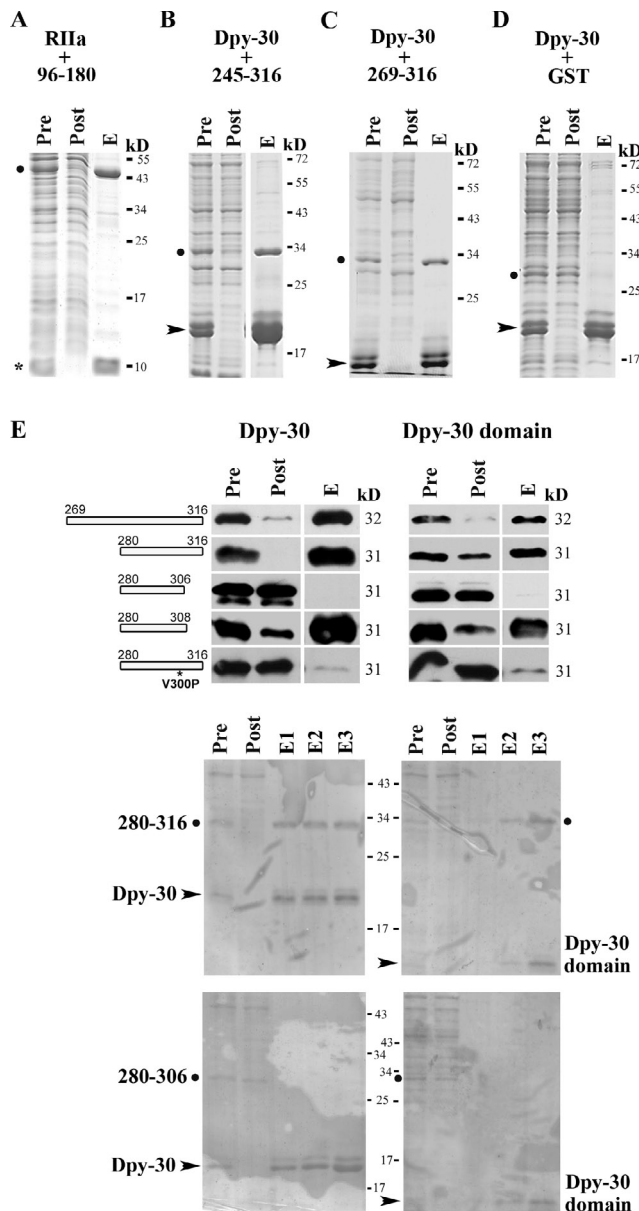 A
RIIa
+
96-180
Pre
Post
E
kD
55
43
34
25
17
10
*
B
Dpy-30
+
245-316
Pre
Post
E
kD
72
55
43
34
25
17
C
Dpy-30
+
269-316
Pre
Post
E
kD
72
55
43
34
25
D
Dpy-30
+
GST
Pre
Post
E
kD
72
55
43
34
25
17
E
Dpy-30
Dpy-30 domain
Pre
Post
E
kD
Pre
Post
E
kD
269 316
32
32
280 316
31
31
280 306
31
31
280 308
31
31
280 316
*
V300P
31
31
Pre
Post
E1
E2
E3
Pre
Post
E1
E2
E3
43
280-316
34
25
Dpy-30
17
Dpy-30
domain
43
43
34
280-306
34
25
Dpy-30
17
17
Dpy-30
domain